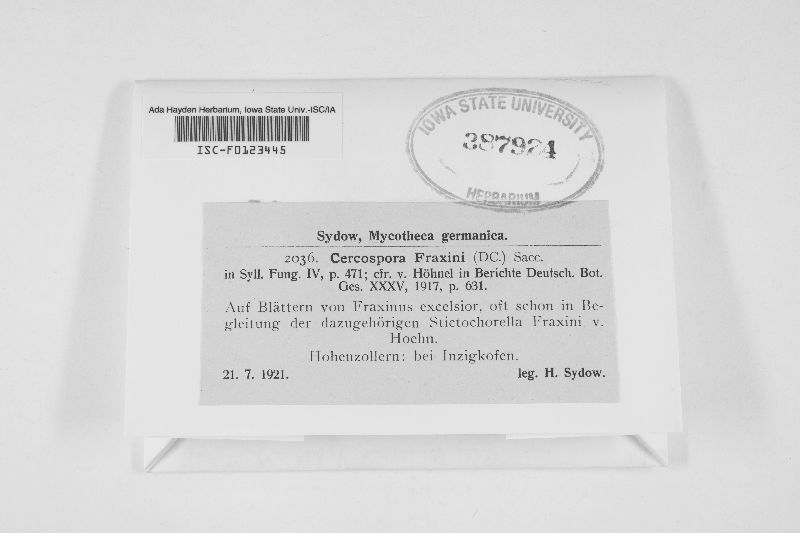 Ada Hayden Herbarium, Iowa State Univ.-ISC/IA
ISC-F0123445
IOWA STATE UNIVERSITY
387924
HERBARIUM
Sydow, Mycotheca germanica.
2036. Cercospora Fraxini (DC.) Sacc.
in Syll. Fung. IV, p. 471; cfr. v. Höhnel in Berichte Deutsch. Bot.
Ges. XXXV, 1917, p. 631.
Auf Blättern von Fraxinus excelsior, oft schon in Be-
gleitung der dazugehörigen Stictochorella Fraxini v.
Hoehn.
Hohenzollern: bei Inzigkofen.
21. 7. 1921. leg. H. Sydow.